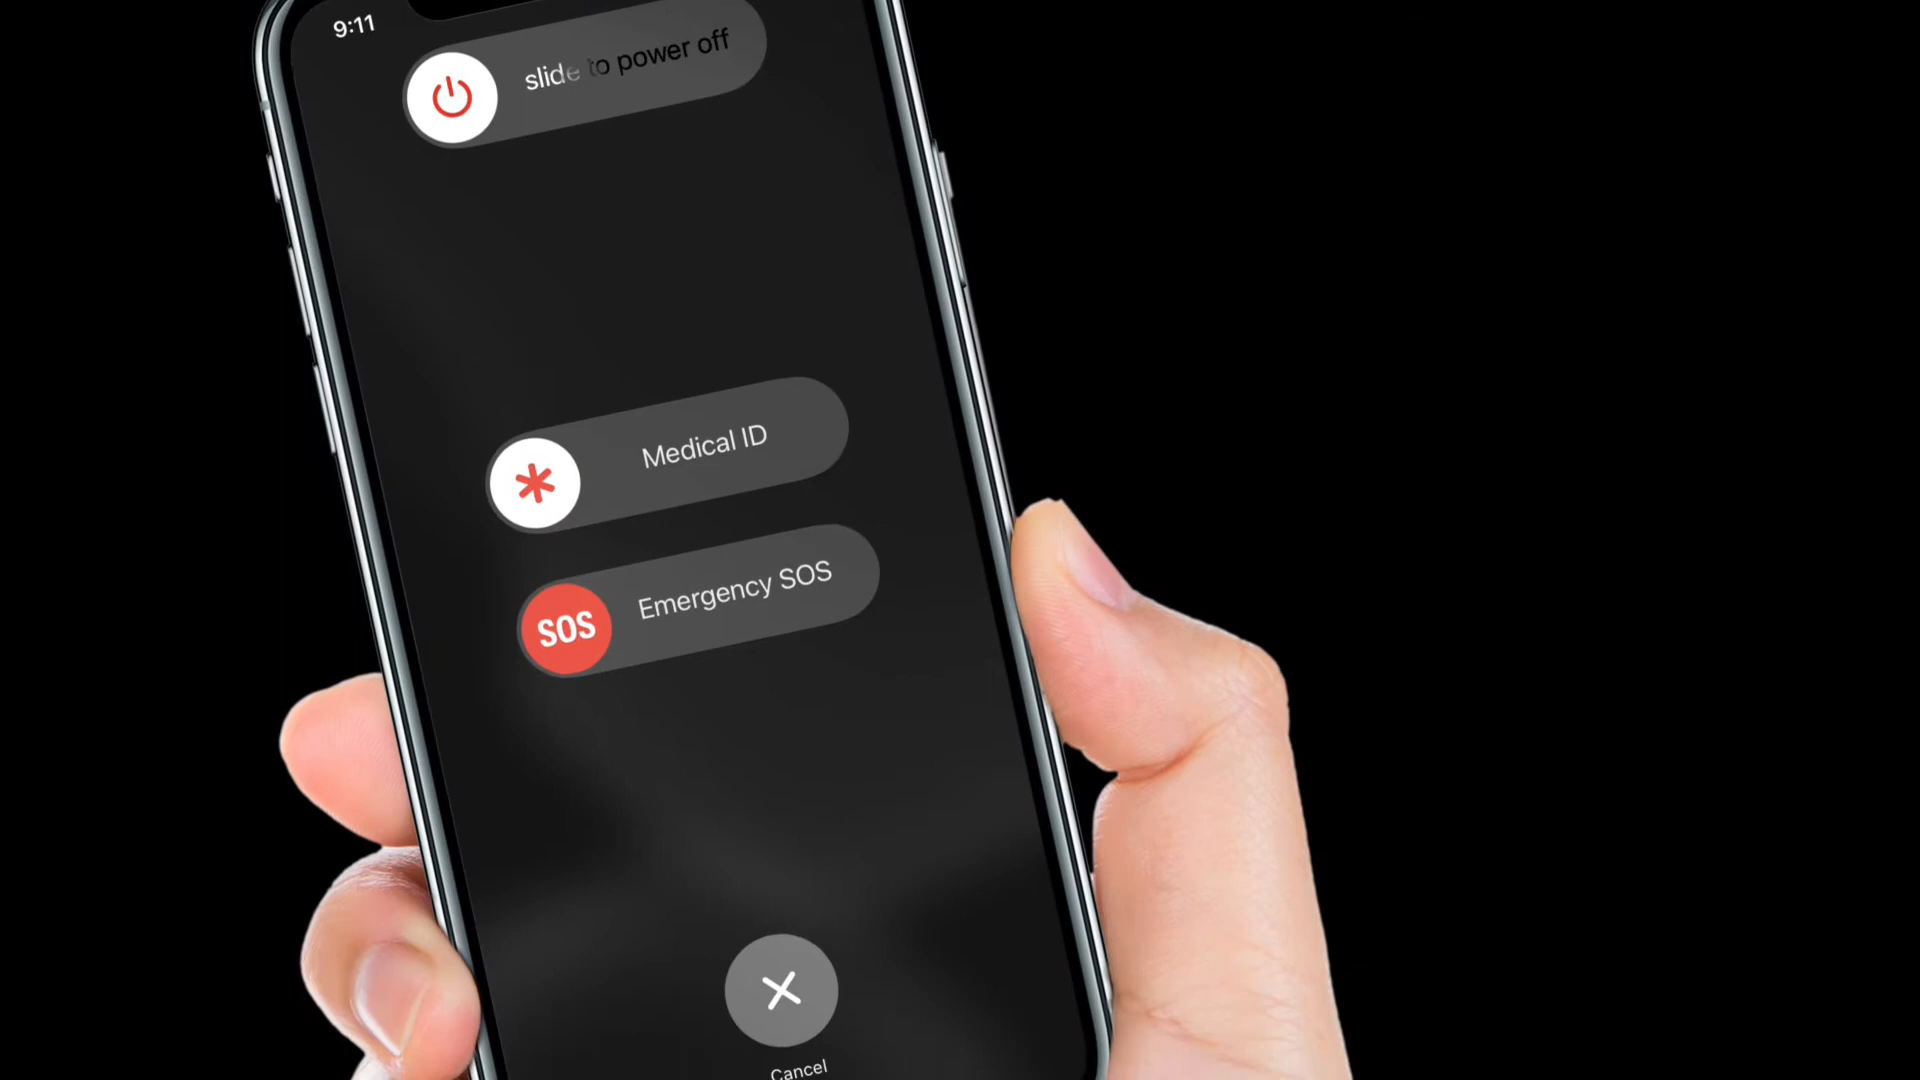 9:11
slide to power off
Medical ID
SOS
Emergency SOS
Cancel